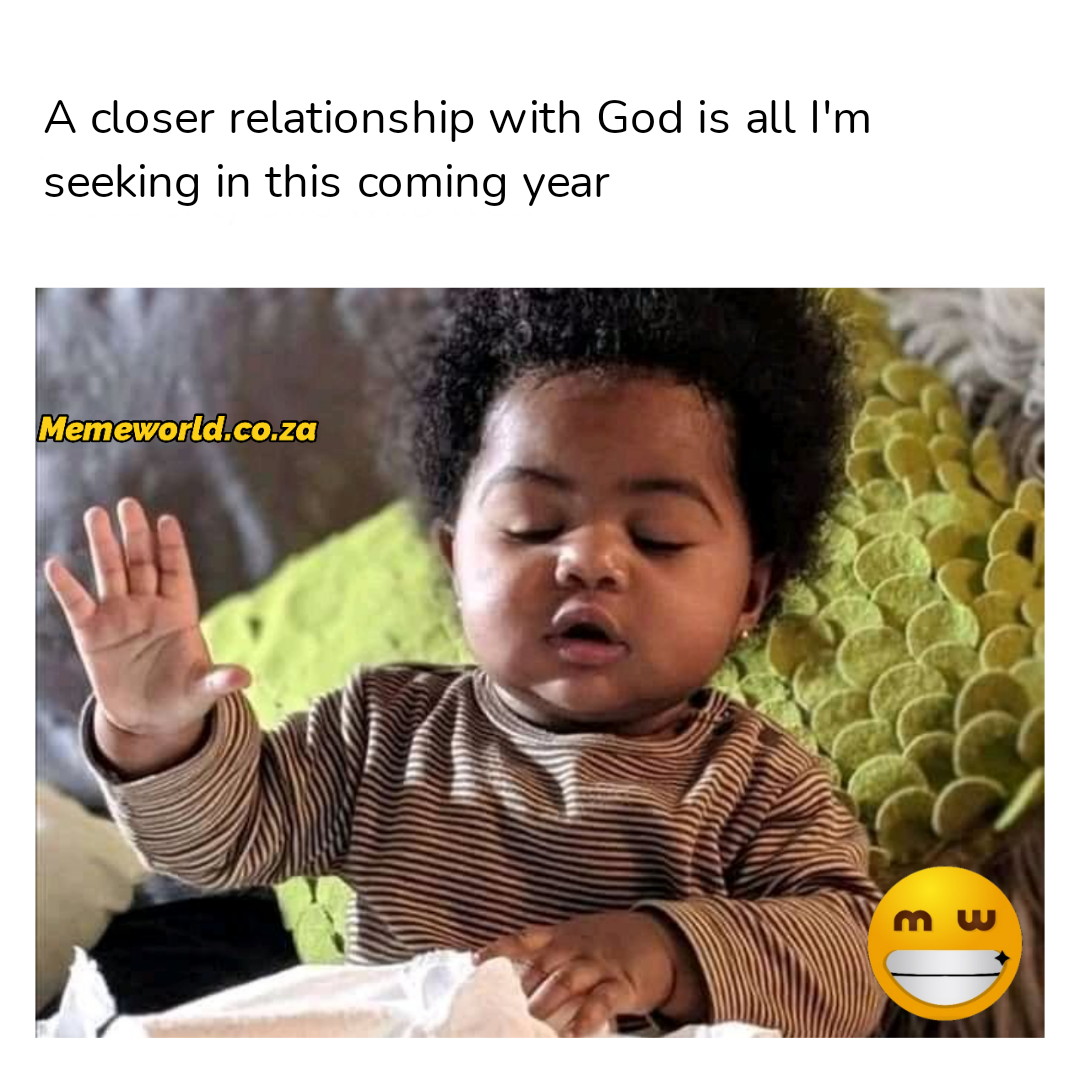 A closer relationship with God is all I'm
seeking in this coming year
Memeworld.co.za
m w